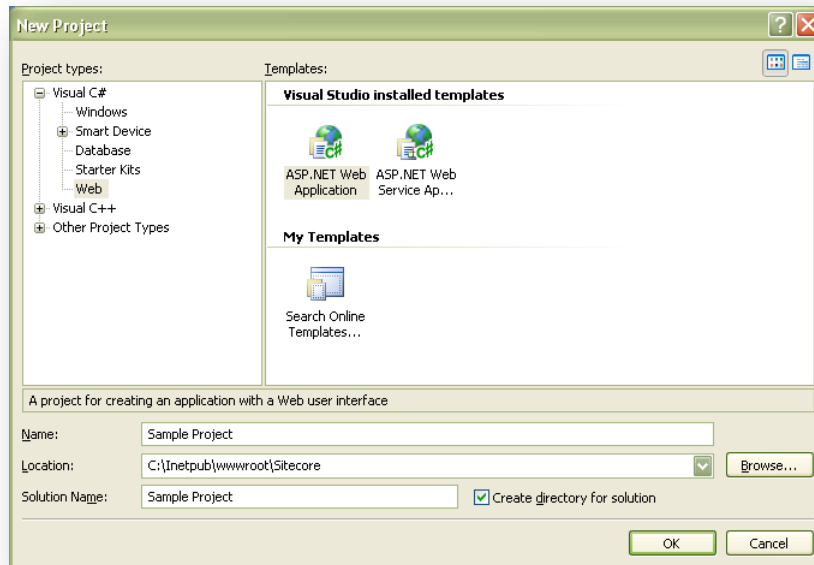 New Project
Project types:
Templates:
Visual C#
Windows
Smart Device
Database
Starter Kits
Web
Visual C++
Other Project Types
Visual Studio installed templates
ASP.NET Web Application
ASP.NET Web Service Ap...
My Templates
Search Online Templates...
A project for creating an application with a Web user interface
Name:
Sample Project
Location:
C:\Inetpub\wwwroot\Sitecore
Browse...
Solution Name:
Sample Project
Create directory for solution
OK
Cancel